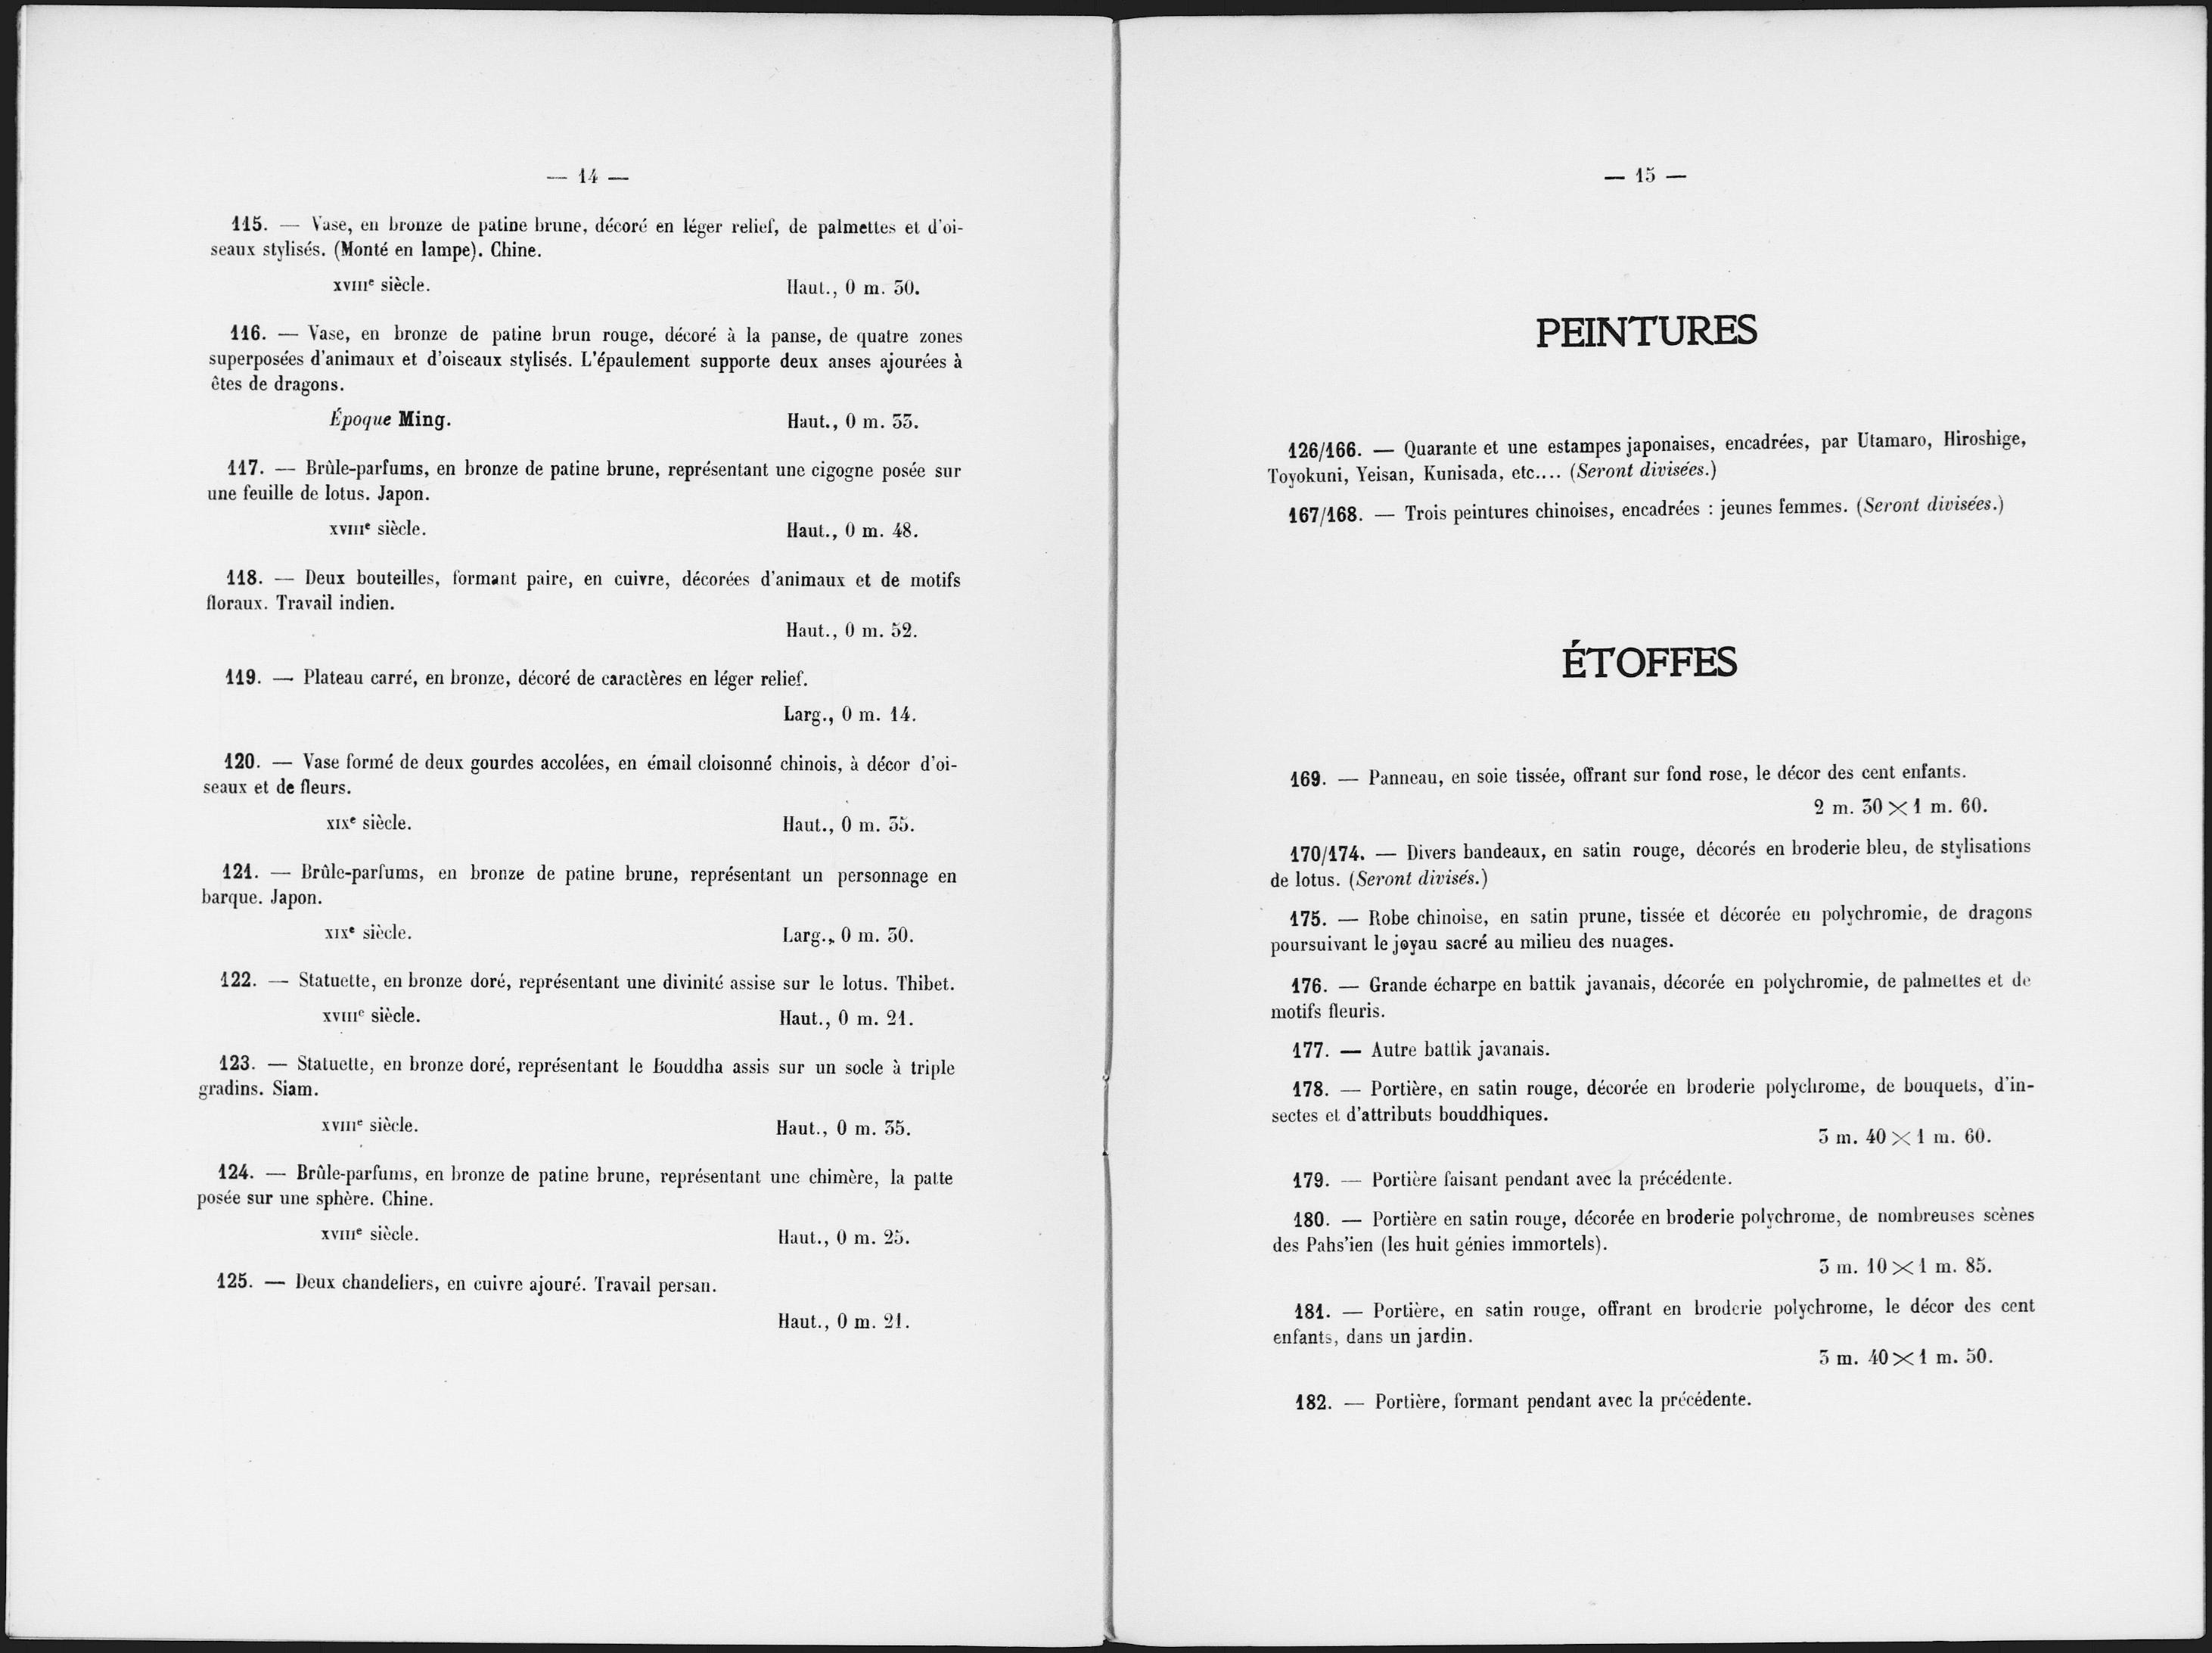 — 14 —
115. — Vase, en bronze de patine brune, décoré en léger relief, de palmettes et d'oi-
seaux stylisés. (Monté en lampe). Chine.
XVIIIe siècle. Haut., 0 m. 30.
116. — Vase, en bronze de patine brun rouge, décoré à la panse, de quatre zones
superposées d'animaux et d'oiseaux stylisés. L'épaulement supporte deux anses ajourées à
êtes de dragons.
Époque Ming. Haut., 0 m. 33.
117. — Brûle-parfums, en bronze de patine brune, représentant une cigogne posée sur
une feuille de lotus. Japon.
XVIIIe siècle. Haut., 0 m. 48.
118. — Deux bouteilles, formant paire, en cuivre, décorées d'animaux et de motifs
floraux. Travail indien.
Haut., 0 m. 52.
119. — Plateau carré, en bronze, décoré de caractères en léger relief.
Larg., 0 m. 14.
120. — Vase formé de deux gourdes accolées, en émail cloisonné chinois, à décor d'oi-
seaux et de fleurs.
XIXe siècle. Haut., 0 m. 35.
121. — Brûle-parfums, en bronze de patine brune, représentant un personnage en
barque. Japon.
XIXe siècle. Larg., 0 m. 30.
122. — Statuette, en bronze doré, représentant une divinité assise sur le lotus. Thibet.
XVIIIe siècle. Haut., 0 m. 21.
123. — Statuette, en bronze doré, représentant le Bouddha assis sur un socle à triple
gradins. Siam.
XVIIIe siècle. Haut., 0 m. 35.
124. — Brûle-parfums, en bronze de patine brune, représentant une chimère, la patte
posée sur une sphère. Chine.
XVIIIe siècle. Haut., 0 m. 25.
125. — Deux chandeliers, en cuivre ajouré. Travail persan.
Haut., 0 m. 21.
— 15 —
PEINTURES
126/166. — Quarante et une estampes japonaises, encadrées, par Utamaro, Hiroshige,
Toyokuni, Yeisan, Kunisada, etc.... (Seront divisées.)
167/168. — Trois peintures chinoises, encadrées : jeunes femmes. (Seront divisées.)
ÉTOFFES
169. — Panneau, en soie tissée, offrant sur fond rose, le décor des cent enfants.
2 m. 30 × 1 m. 60.
170/174. — Divers bandeaux, en satin rouge, décorés en broderie bleu, de stylisations
de lotus. (Seront divisés.)
175. — Robe chinoise, en satin prune, tissée et décorée en polychromie, de dragons
poursuivant le joyau sacré au milieu des nuages.
176. — Grande écharpe en battik javanais, décorée en polychromie, de palmettes et de
motifs fleuris.
177. — Autre battik javanais.
178. — Portière, en satin rouge, décorée en broderie polychrome, de bouquets, d'in-
sectes et d'attributs bouddhiques.
3 m. 40 × 1 m. 60.
179. — Portière faisant pendant avec la précédente.
180. — Portière en satin rouge, décorée en broderie polychrome, de nombreuses scènes
des Pahs'ien (les huit génies immortels).
3 m. 10 × 1 m. 85.
181. — Portière, en satin rouge, offrant en broderie polychrome, le décor des cent
enfants, dans un jardin.
3 m. 40 × 1 m. 50.
182. — Portière, formant pendant avec la précédente.